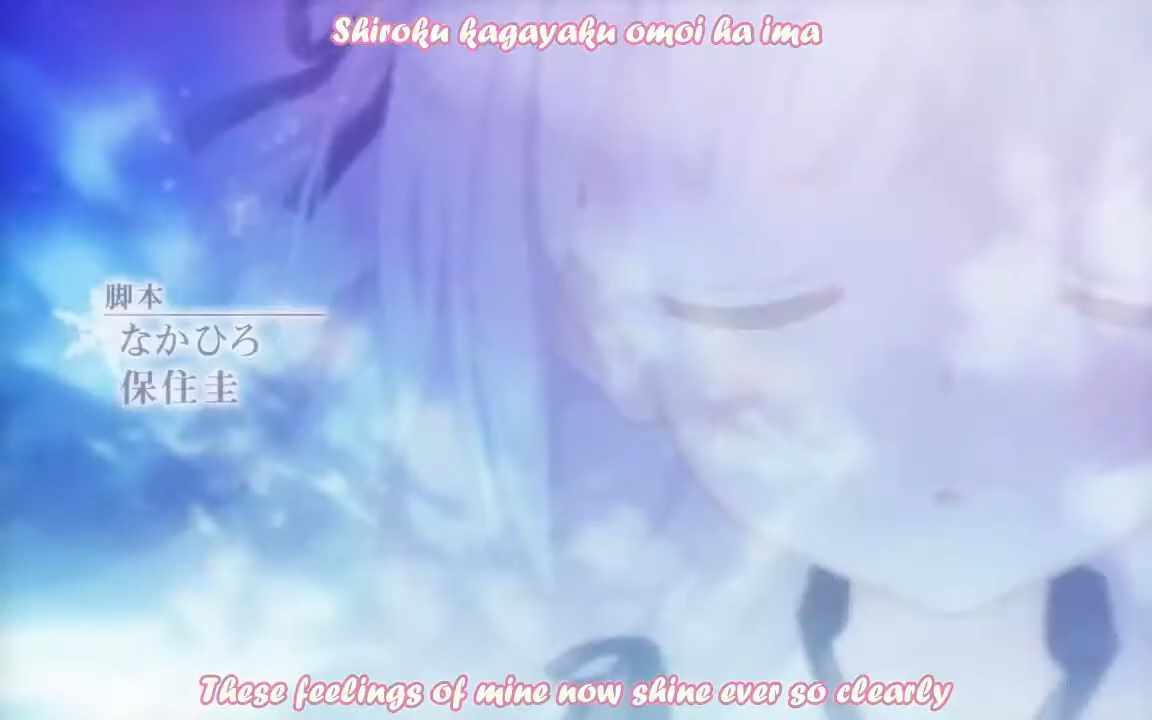 Shiroku kagayaku omoi ha ima
脚本
なかひろ
保住圭
These feelings of mine now shine ever so clearly